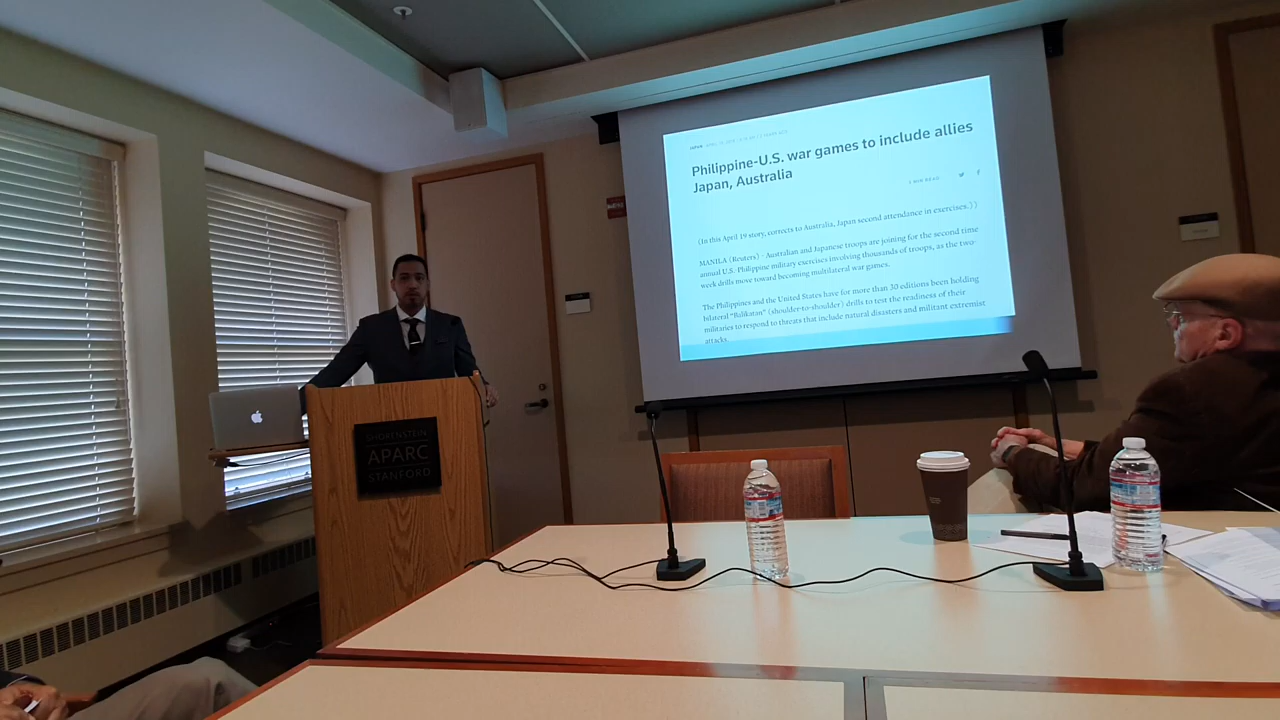 JAPAN
Philippine-U.S. war games to include allies
Japan, Australia
1 MIN READ
(In this April 19 story, corrects to Australia, Japan second attendance in exercises.))
MANILA (Reuters) - Australian and Japanese troops are joining for the second time
annual U.S. Philippine military exercises involving thousands of troops, as the two-
week drills move toward becoming multilateral war games.
The Philippines and the United States have for more than 30 editions been holding
bilateral "Balikatan" (shoulder-to-shoulder) drills to test the readiness of their
militaries to respond to threats that include natural disasters and militant extremist
attacks.
SHORENSTEIN
APARC
STANFORD